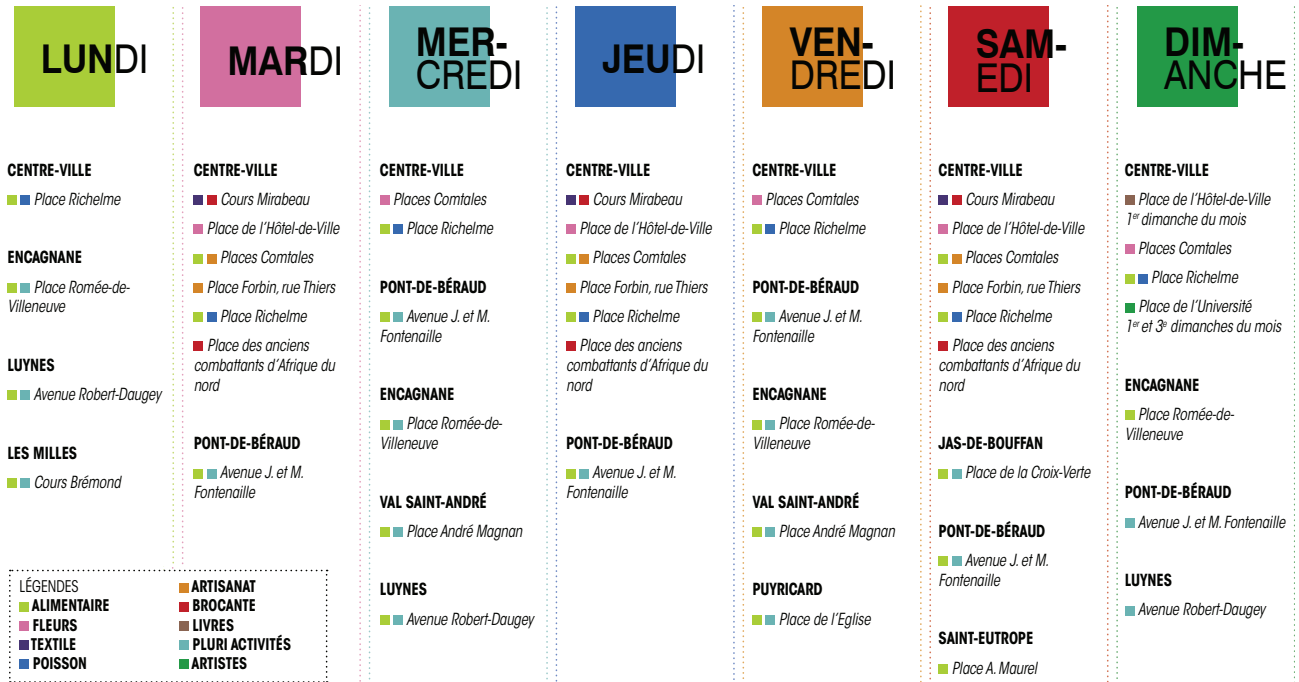 LUNDI
CENTRE-VILLE
Place Richelme
ENCAGNANE
Place Romée-de-
Villeneuve
LUYNES
Avenue Robert-Daugey
LES MILLES
Cours Brémond
MARDI
CENTRE-VILLE
Cours Mirabeau
Place de l'Hôtel-de-Ville
Places Comtales
Place Forbin, rue Thiers
Place Richelme
Place des anciens
combattants d'Afrique du
nord
PONT-DE-BÉRAUD
Avenue J. et M.
Fontenaille
MER-
CREDI
CENTRE-VILLE
Places Comtales
Place Richelme
PONT-DE-BÉRAUD
Avenue J. et M.
Fontenaille
ENCAGNANE
Place Romée-de-
Villeneuve
VAL SAINT-ANDRÉ
Place André Magnan
LUYNES
Avenue Robert-Daugey
JEUDI
CENTRE-VILLE
Cours Mirabeau
Place de l'Hôtel-de-Ville
Places Comtales
Place Forbin, rue Thiers
Place Richelme
Place des anciens
combattants d'Afrique du
nord
PONT-DE-BÉRAUD
Avenue J. et M.
Fontenaille
VEN-
DREDI
CENTRE-VILLE
Places Comtales
Place Richelme
PONT-DE-BÉRAUD
Avenue J. et M.
Fontenaille
ENCAGNANE
Place Romée-de-
Villeneuve
VAL SAINT-ANDRÉ
Place André Magnan
PUYRICARD
Place de l'Eglise
SAM-
EDI
CENTRE-VILLE
Cours Mirabeau
Place de l'Hôtel-de-Ville
Places Comtales
Place Forbin, rue Thiers
Place Richelme
Place des anciens
combattants d'Afrique du
nord
JAS-DE-BOUFFAN
Place de la Croix-Verte
PONT-DE-BÉRAUD
Avenue J. et M.
Fontenaille
SAINT-EUTROPE
Place A. Maurel
DIM-
ANCHE
CENTRE-VILLE
Place de l'Hôtel-de-Ville
1er dimanche du mois
Places Comtales
Place Richelme
Place de l'Université
1er et 3e dimanches du mois
ENCAGNANE
Place Romée-de-
Villeneuve
PONT-DE-BÉRAUD
Avenue J. et M. Fontenaille
LUYNES
Avenue Robert-Daugey
LÉGENDES
ALIMENTAIRE
FLEURS
TEXTILE
POISSON
ARTISANAT
BROCANTE
LIVRES
PLURI ACTIVITÉS
ARTISTES